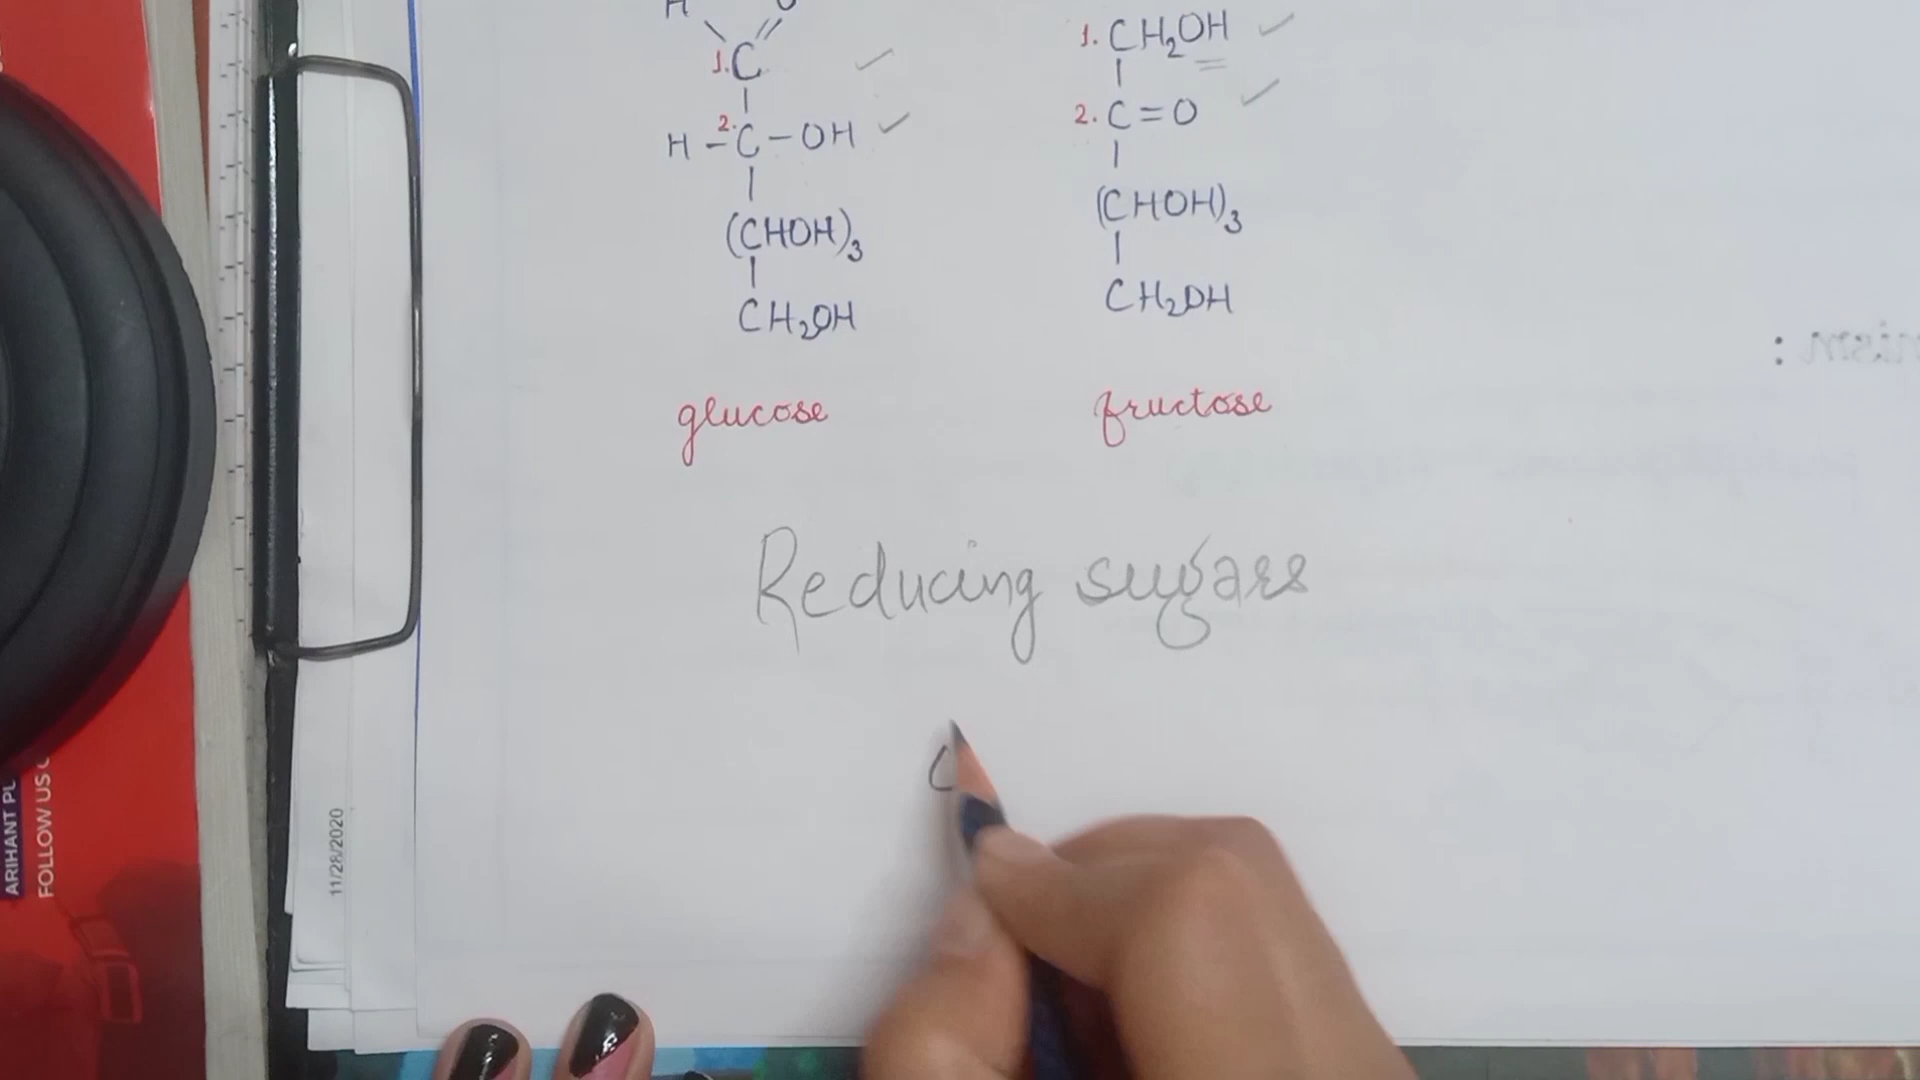 H O
1. C
H - 2. C - OH
(CHOH)3
CH2OH
glucose
1. CH2OH
2. C = O
(CHOH)3
CH2OH
fructose
Reducing sugars
C
11/28/2020
ARIHANT PL
FOLLOW US